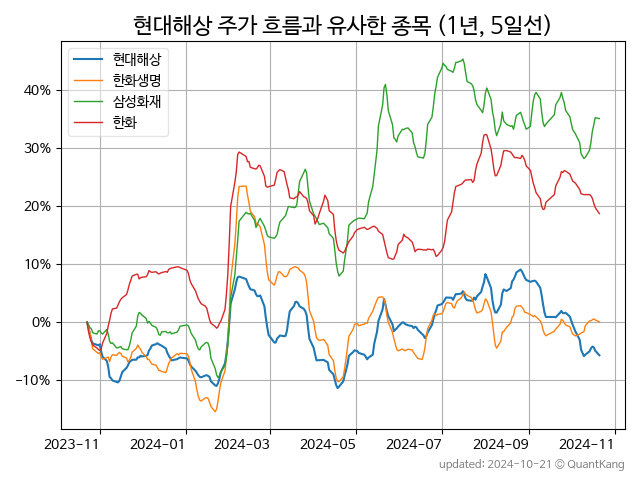 현대해상 주가 흐름과 유사한 종목 (1년, 5일선)
현대해상
한화생명
삼성화재
한화
40%
30%
20%
10%
0%
−10%
2023-11 2024-01 2024-03 2024-05 2024-07 2024-09 2024-11
updated: 2024-10-21 © QuantKang